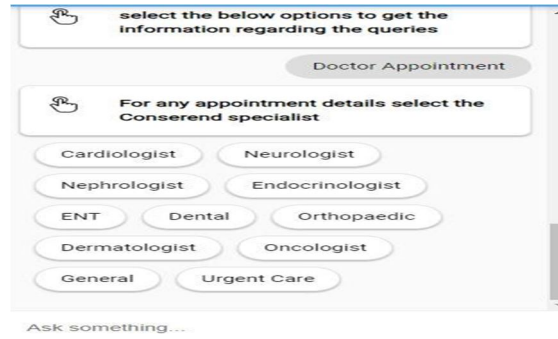 select the below options to get the
information regarding the queries
Doctor Appointment
For any appointment details select the
Conserend specialist
Cardiologist Neurologist
Nephrologist Endocrinologist
ENT Dental Orthopaedic
Dermatologist Oncologist
General Urgent Care
Ask something...